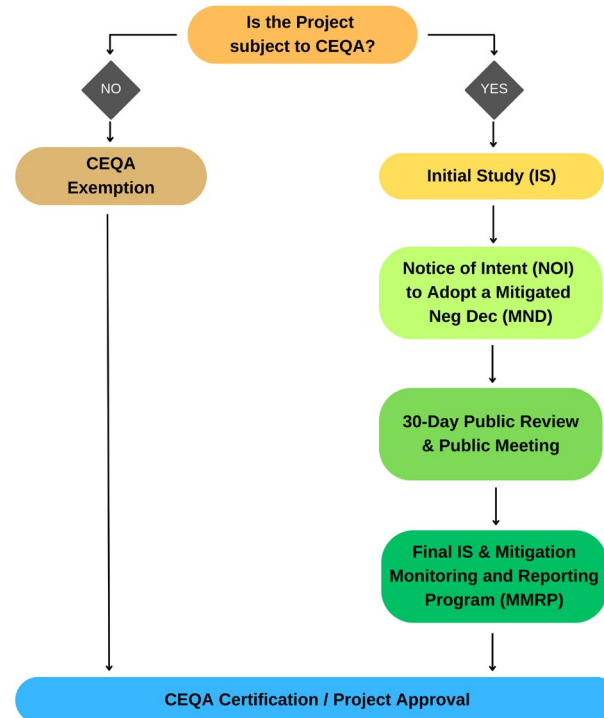 Is the Project
subject to CEQA?
NO
YES
CEQA
Exemption
Initial Study (IS)
Notice of Intent (NOI)
to Adopt a Mitigated
Neg Dec (MND)
30-Day Public Review
& Public Meeting
Final IS & Mitigation
Monitoring and Reporting
Program (MMRP)
CEQA Certification / Project Approval